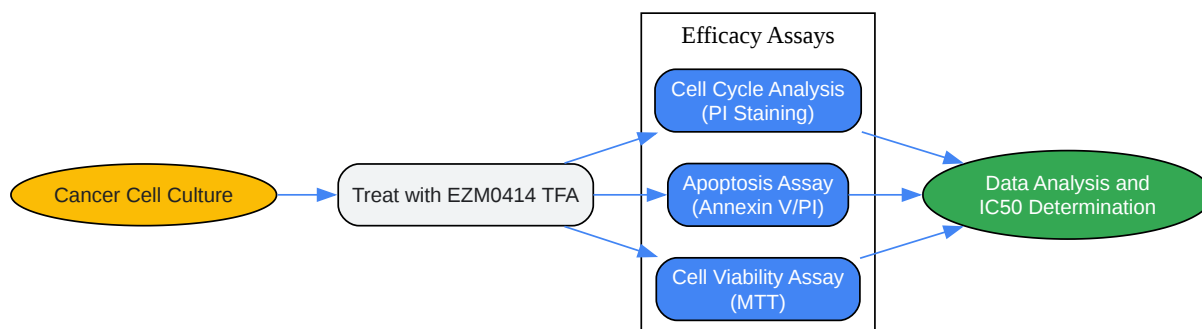 Efficacy Assays
Cell Cycle Analysis
(PI Staining)
Cancer Cell Culture
Treat with EZM0414 TFA
Apoptosis Assay
(Annexin V/PI)
Data Analysis and
IC50 Determination
Cell Viability Assay
(MTT)